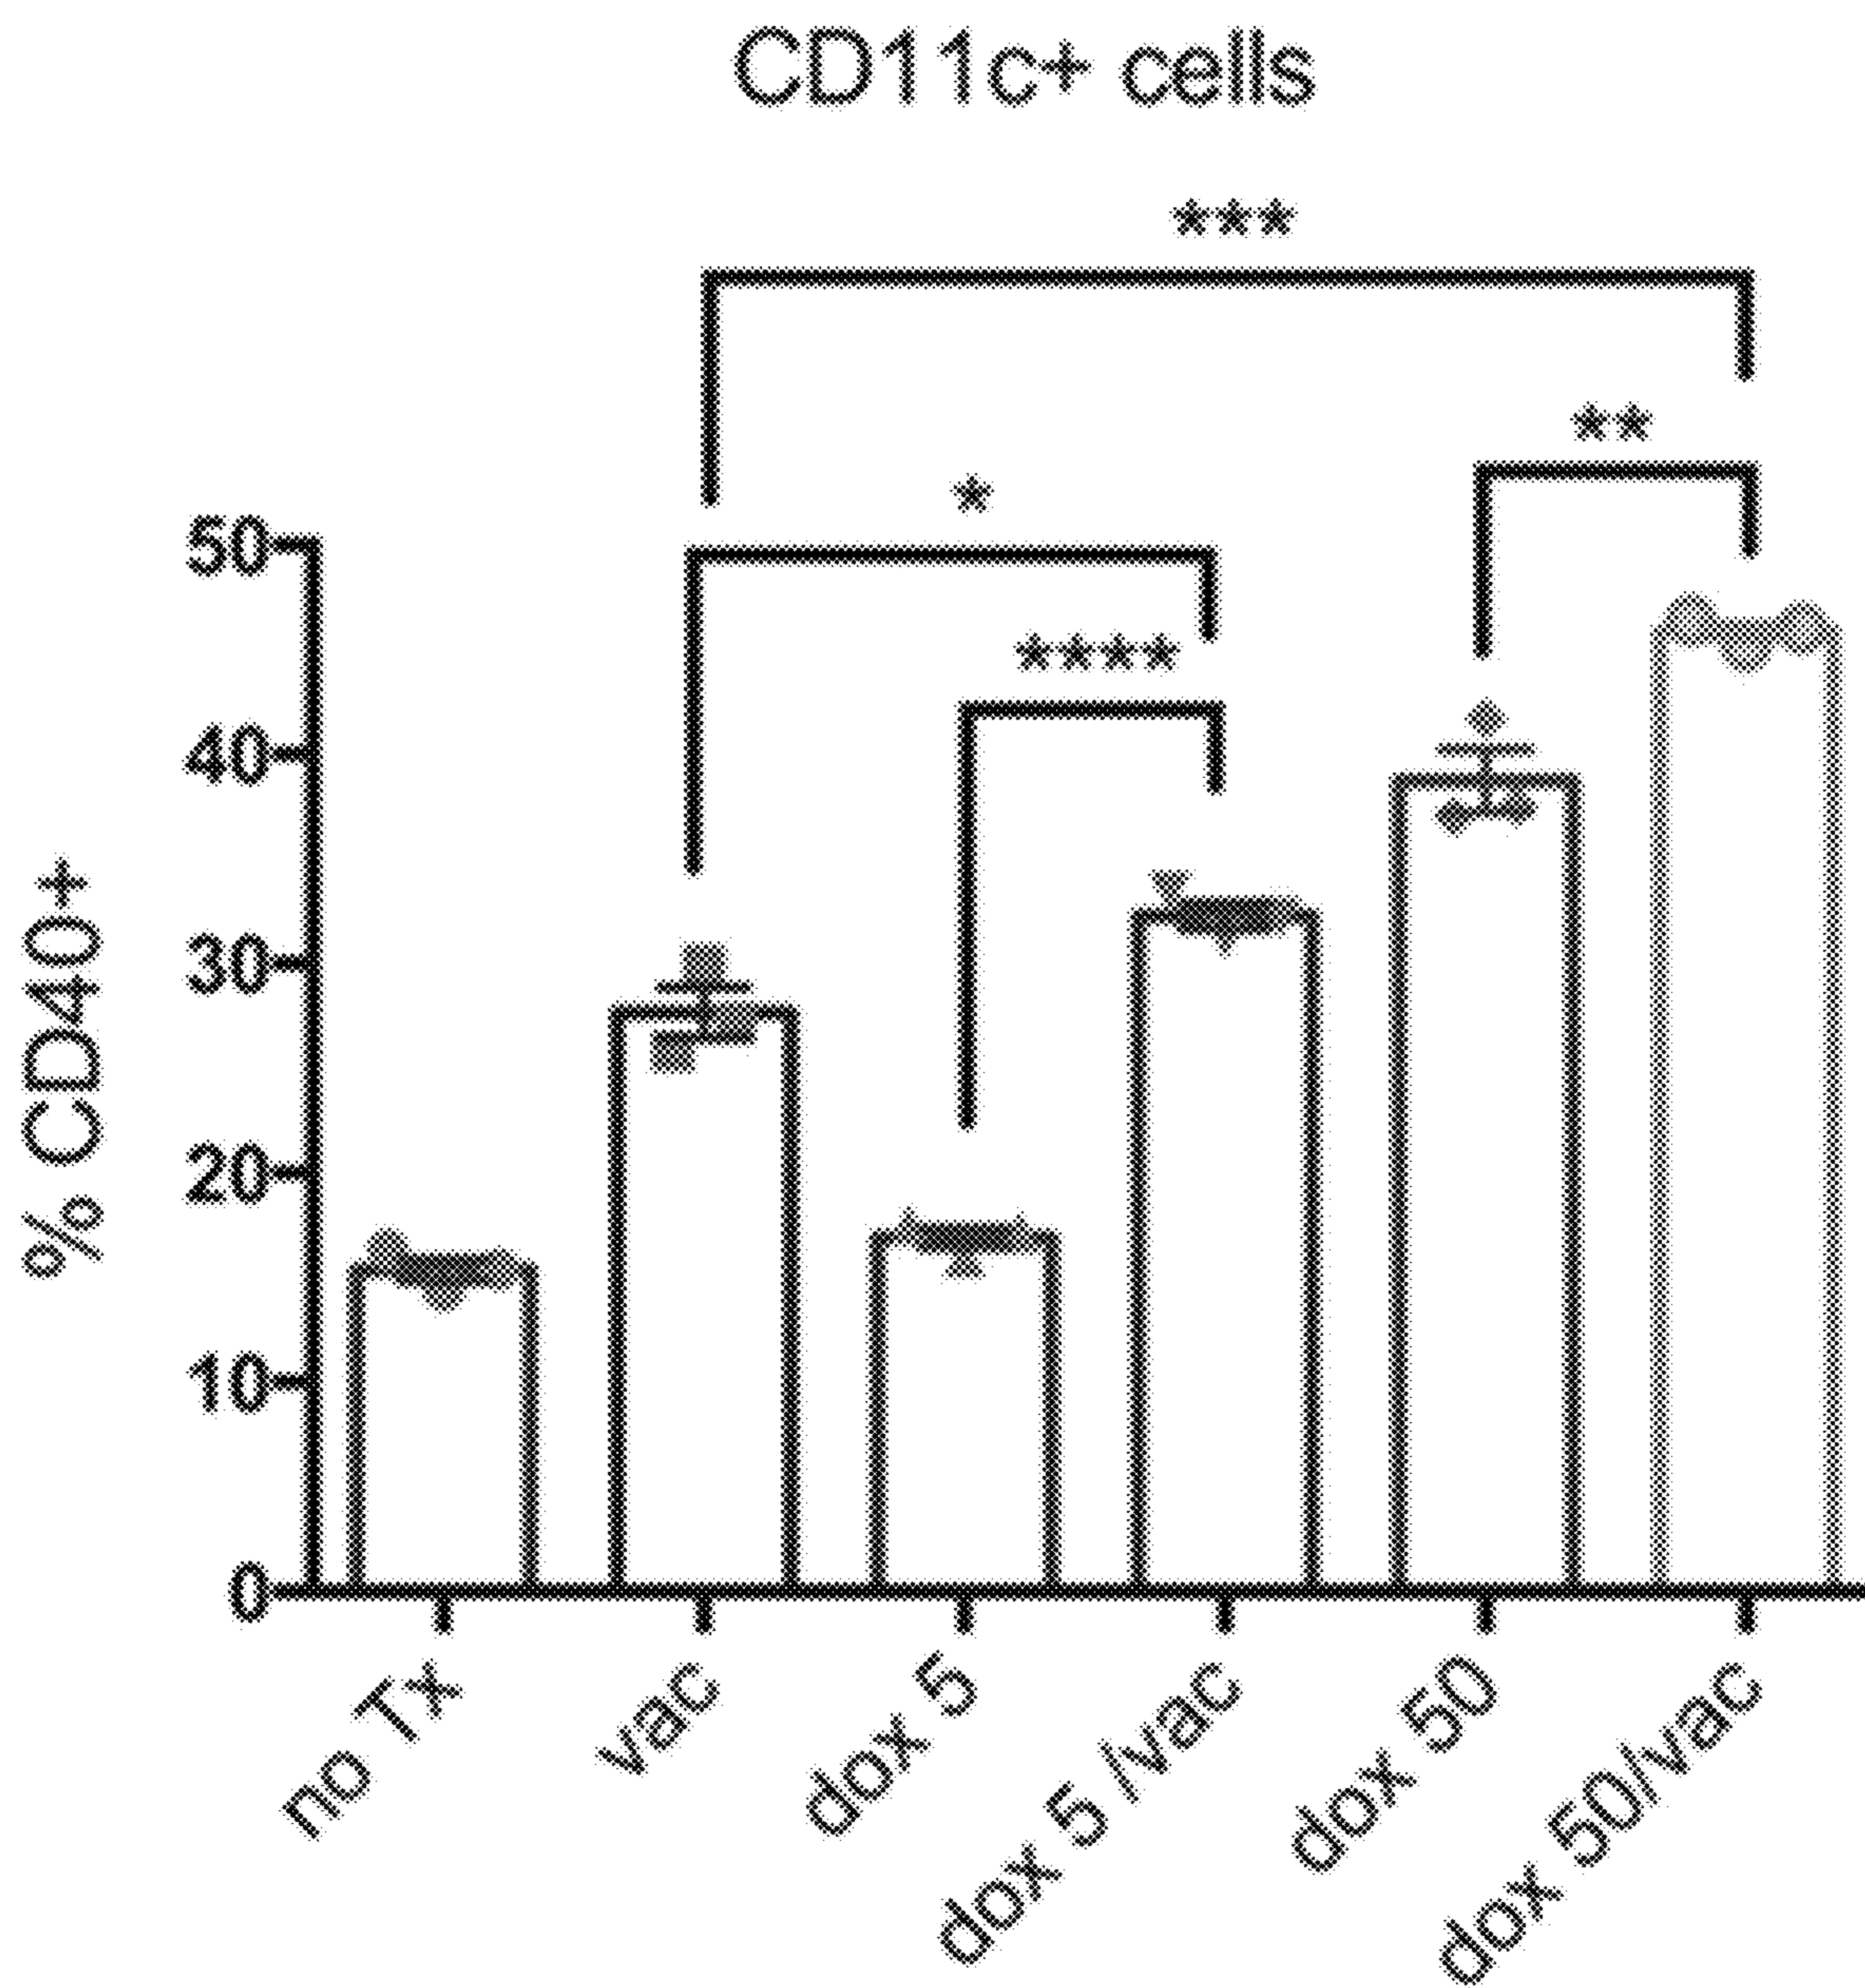 CD11c+ cells
***
**
*
****
% CD40+
50
40
30
20
10
0
no Tx
vac
dox 5
dox 5 /vac
dox 50
dox 50/vac